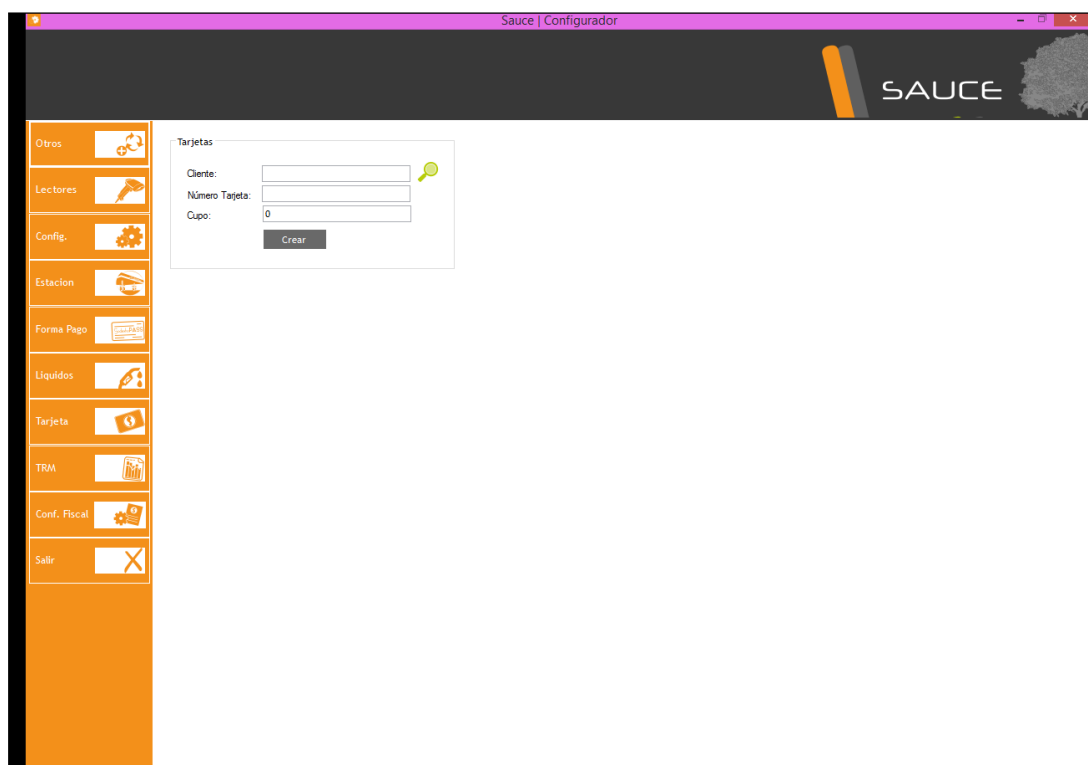 Sauce | Configurador
SAUCE
Otros
Lectores
Config.
Estacion
Forma Pago
Liquidos
Tarjeta
TRM
Conf. Fiscal
Salir
Tarjetas
Cliente:
Número Tarjeta:
Cupo:
0
Crear